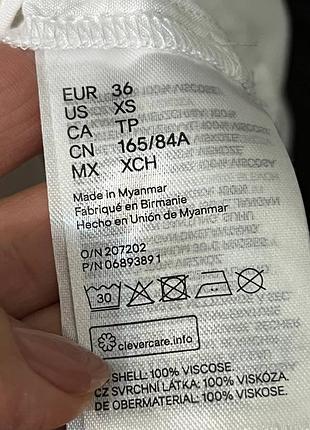 EUR 36
US XS
CA TP
CN 165/84A
MX XCH
Made in Myanmar
Fabriqué en Birmanie
Hecho en Unión de Myanmar
O/N 207202
P/N 06893891
30
clevercare.info
SHELL: 100% VISCOSE.
CZ SVRCHNÍ LÁTKA: 100% VISKÓZA.
DE OBERMATERIAL: 100% VISKOSE.